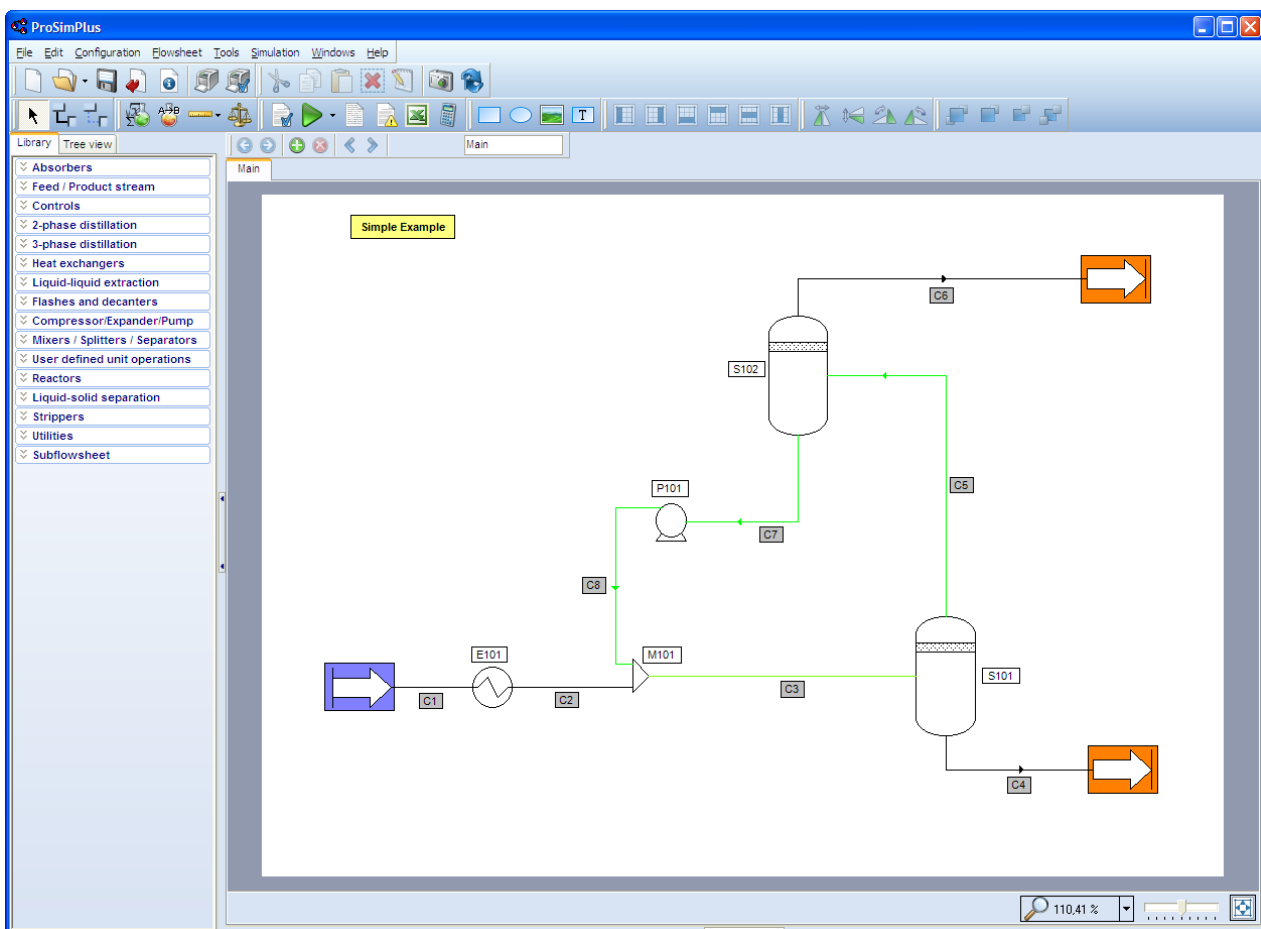 ProSimPlus
File Edit Configuration Flowsheet Tools Simulation Windows Help
A→3B
T
Library Tree view
Main
Main
Absorbers
Feed / Product stream
Controls
2-phase distillation
3-phase distillation
Heat exchangers
Liquid-liquid extraction
Flashes and decanters
Compressor/Expander/Pump
Mixers / Splitters / Separators
User defined unit operations
Reactors
Liquid-solid separation
Strippers
Utilities
Subflowsheet
Simple Example
C6
S102
C5
P101
C7
C8
E101
M101
S101
C1
C2
C3
C4
110,41 %